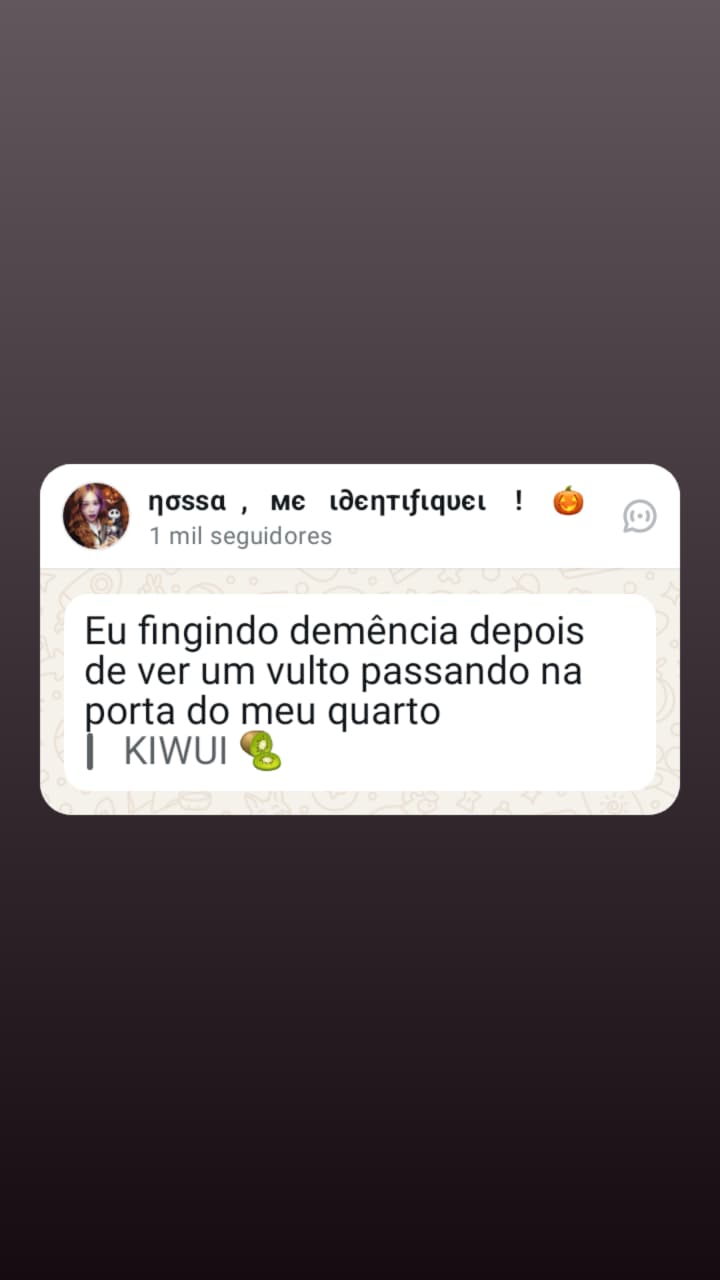 ησssα , мє ι∂єηтιfιqυєι ! 🎃
1 mil seguidores
Eu fingindo demência depois
de ver um vulto passando na
porta do meu quarto
▎ KIWUI 🥝